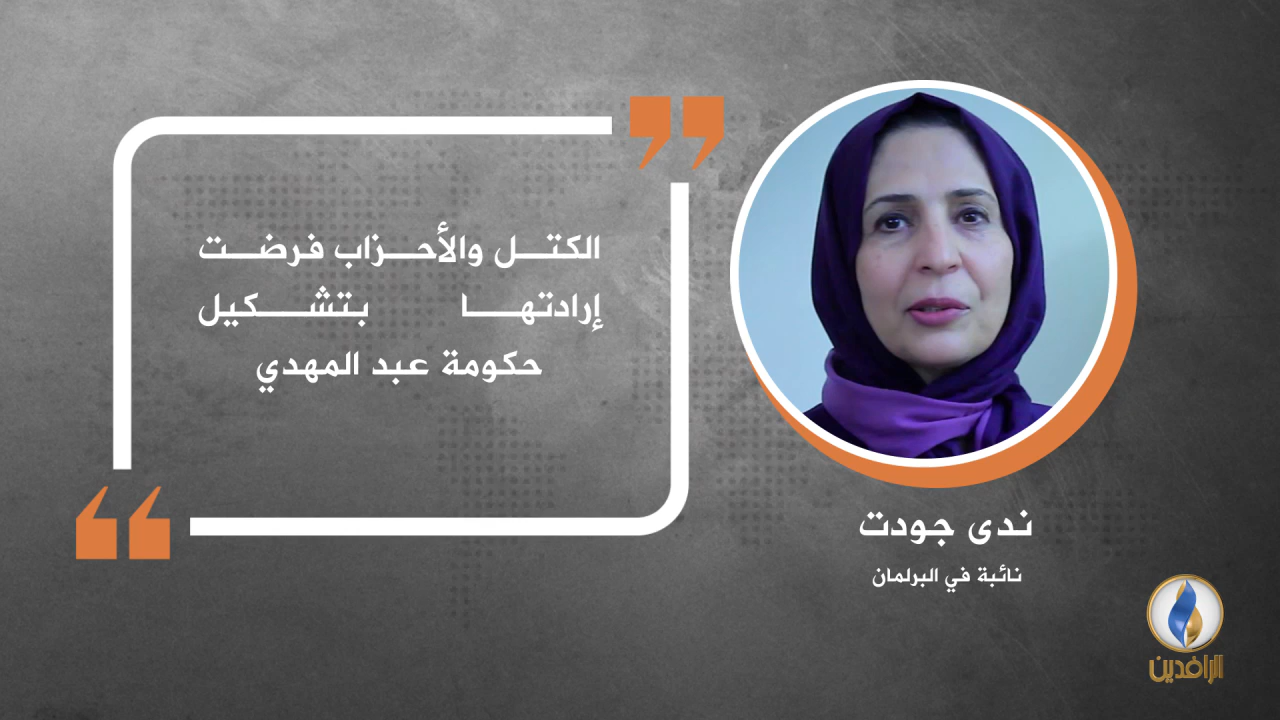 الكتل والأحزاب فرضت
إرادتها بتشكيل
حكومة عبد المهدي
ندى جودت
نائبة في البرلمان
الرافدين